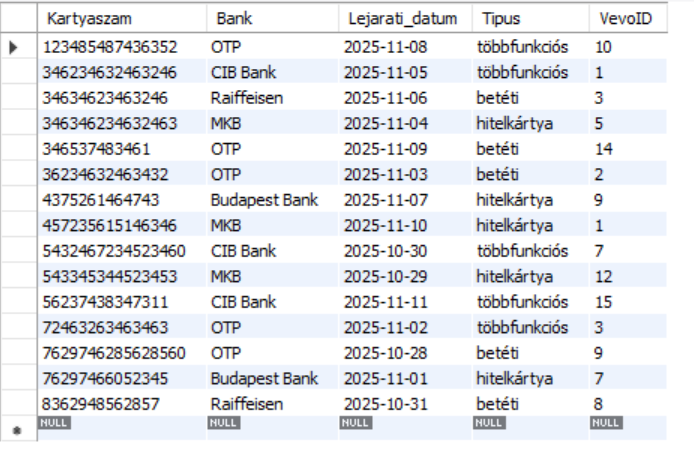 Kartyaszam Bank Lejarati_datum Tipus VevoID
123485487436352 OTP 2025-11-08 többfunkciós 10
346234632463246 CIB Bank 2025-11-05 többfunkciós 1
34634623463246 Raiffeisen 2025-11-06 betéti 3
346346234632463 MKB 2025-11-04 hitelkártya 5
346537483461 OTP 2025-11-09 betéti 14
36234632463432 OTP 2025-11-03 betéti 2
4375261464743 Budapest Bank 2025-11-07 hitelkártya 9
457235615146346 MKB 2025-11-10 hitelkártya 1
5432467234523460 CIB Bank 2025-10-30 többfunkciós 7
543345344523453 MKB 2025-10-29 hitelkártya 12
56237438347311 CIB Bank 2025-11-11 többfunkciós 15
72463263463463 OTP 2025-11-02 többfunkciós 3
76297462856285​60 OTP 2025-10-28 betéti 9
76297466052345 Budapest Bank 2025-11-01 hitelkártya 7
8362948562857 Raiffeisen 2025-10-31 betéti 8
NULL NULL NULL NULL NULL